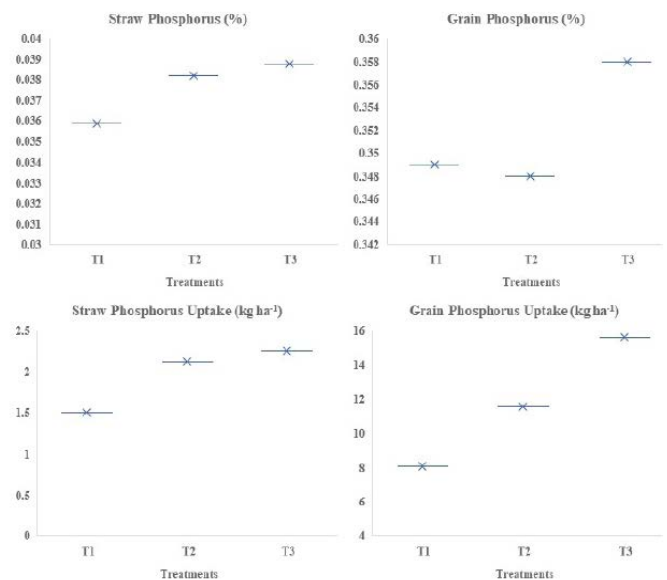 Straw Phosphorus (%)
0.04
0.039
0.038
0.037
0.036
0.035
0.034
0.033
0.032
0.031
0.03
T1 T2 T3
Treatments
Grain Phosphorus (%)
0.36
0.358
0.356
0.354
0.352
0.35
0.348
0.346
0.344
0.342
T1 T2 T3
Treatments
Straw Phosphorus Uptake (kg ha-¹)
2.5
2
1.5
1
0.5
0
T1 T2 T3
Treatments
Grain Phosphorus Uptake (kg ha-¹)
16
14
12
10
8
6
4
T1 T2 T3
Treatments